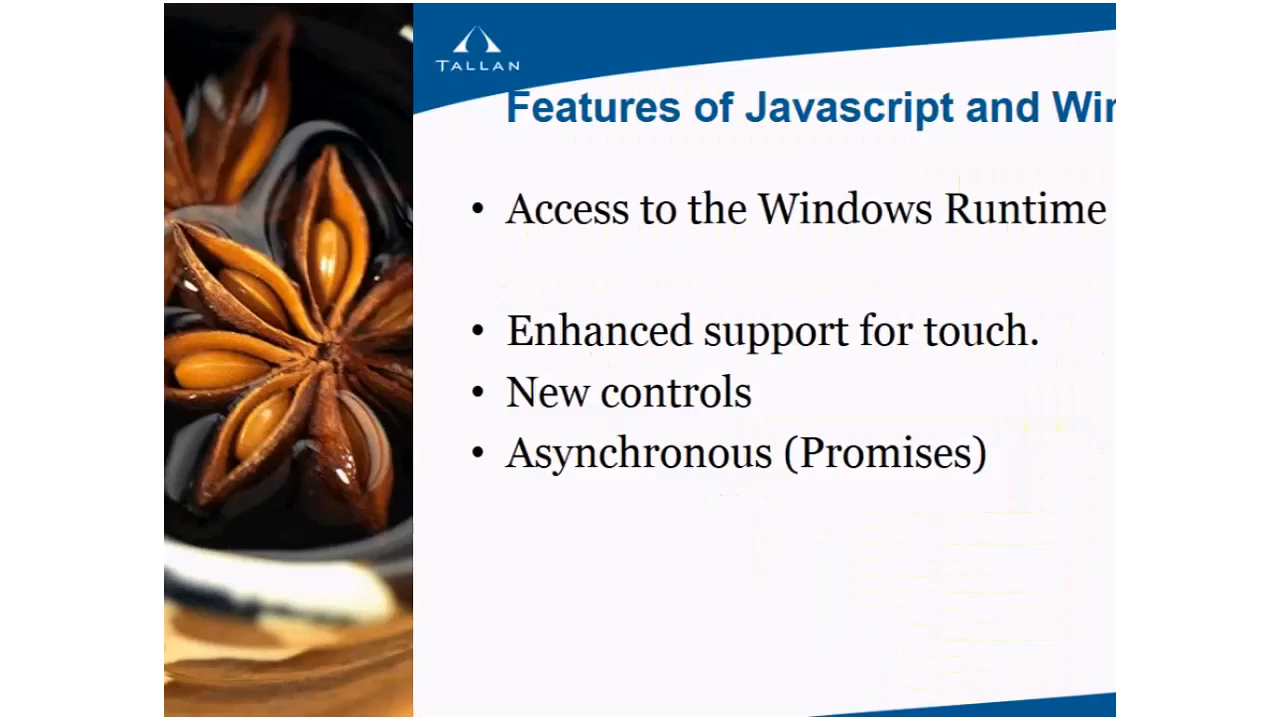 TALLAN
Features of Javascript and Wi
• Access to the Windows Runtime
• Enhanced support for touch.
• New controls
• Asynchronous (Promises)